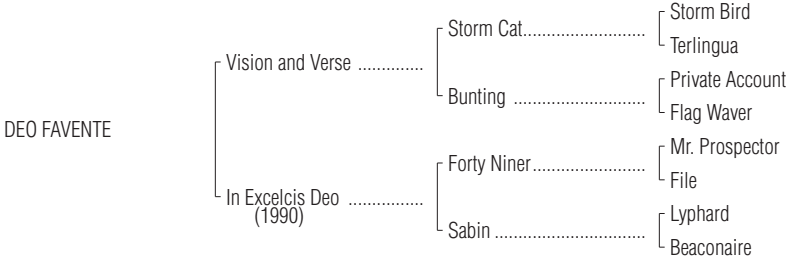 Storm Bird
Storm Cat..........................
Terlingua
Vision and Verse ..............
Private Account
Bunting ............................
Flag Waver
DEO FAVENTE
Mr. Prospector
Forty Niner........................
File
In Excelcis Deo ................
(1990)
Lyphard
Sabin ................................
Beaconaire